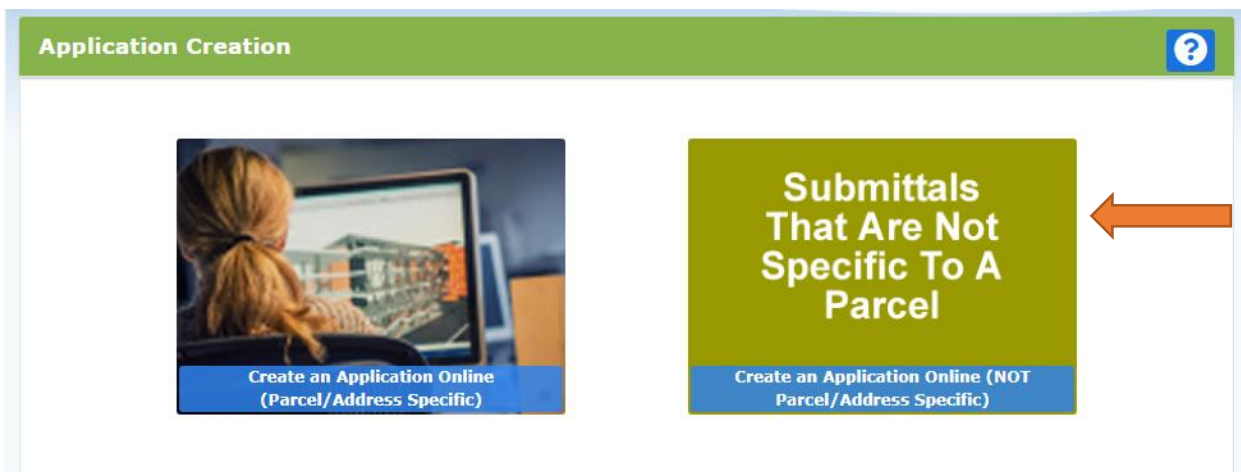 Application Creation
?
Create an Application Online
(Parcel/Address Specific)
Submittals
That Are Not
Specific To A
Parcel
Create an Application Online (NOT
Parcel/Address Specific)